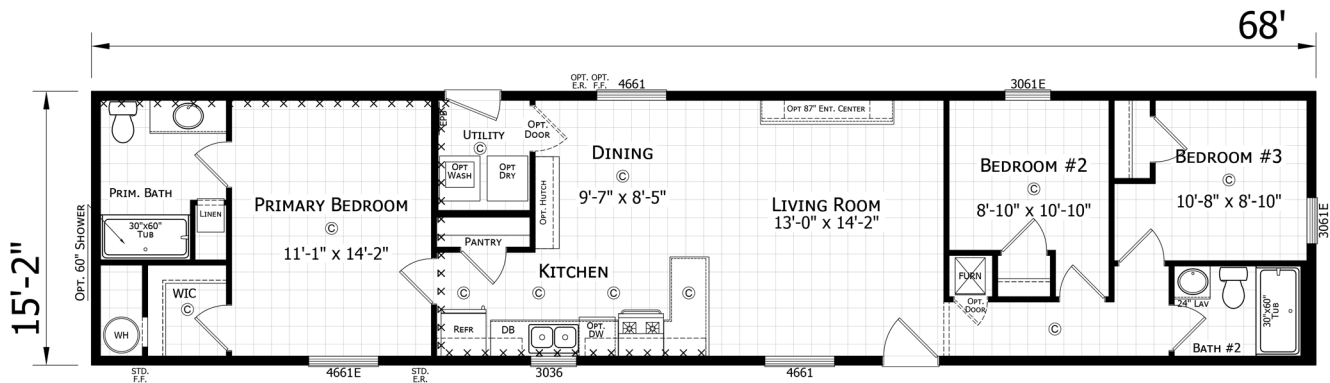 68'
15'-2"
OPT.
E.R.
OPT.
F.F.
4661
3061E
PRIM. BATH
LINEN
30"x60"
TUB
OPT. 60" SHOWER
WIC
WH
STD.
F.F.
PRIMARY BEDROOM
11'-1" x 14'-2"
4661E
STD.
E.R.
EPB
UTILITY
OPT
WASH
OPT
DRY
OPT.
DOOR
OPT. HUTCH
PANTRY
DINING
9'-7" x 8'-5"
KITCHEN
REFR
DB
OPT.
DW
3036
OPT 87" ENT. CENTER
LIVING ROOM
13'-0" x 14'-2"
4661
BEDROOM #2
8'-10" x 10'-10"
FURN
OPT.
DOOR
BEDROOM #3
10'-8" x 8'-10"
3061E
24" LAV
30"x60"
TUB
BATH #2
C
C
C
C
C
C
C
C
C
C